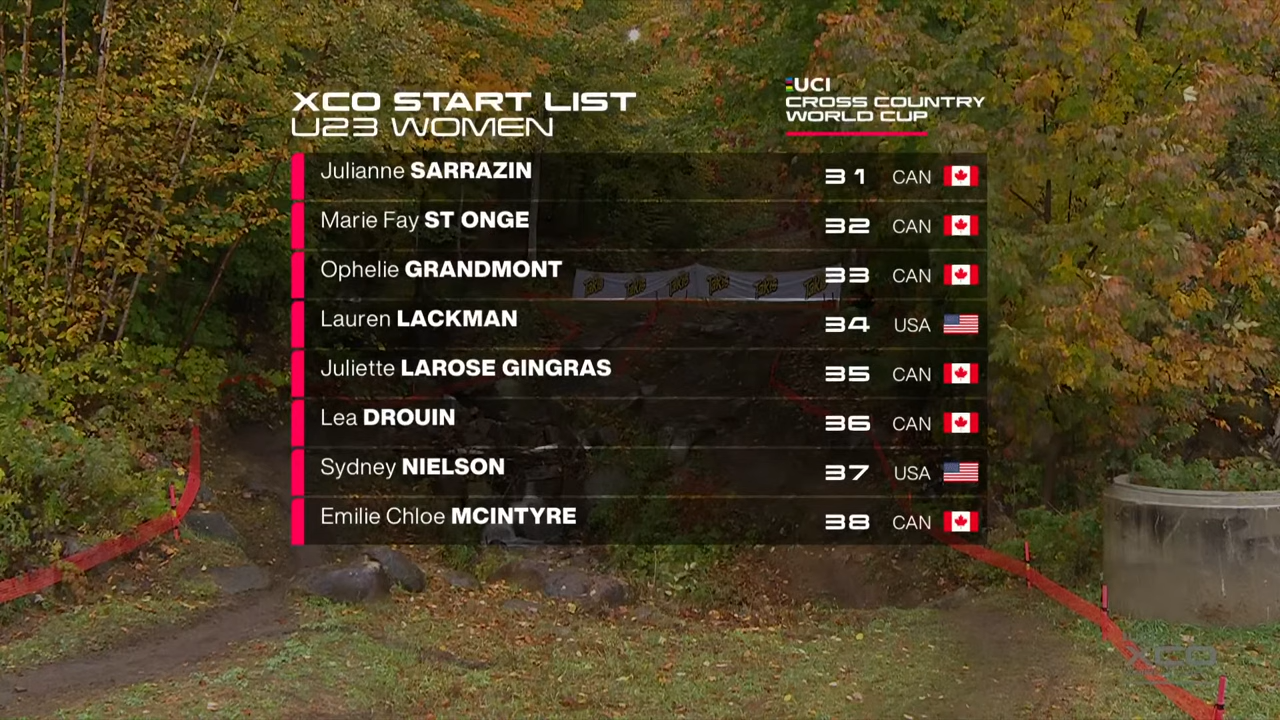 XCO START LIST
U23 WOMEN
UCI
CROSS COUNTRY
WORLD CUP
Julianne SARRAZIN 31 CAN
Marie Fay ST ONGE 32 CAN
Ophelie GRANDMONT 33 CAN
Lauren LACKMAN 34 USA
Juliette LAROSE GINGRAS 35 CAN
Lea DROUIN 36 CAN
Sydney NIELSON 37 USA
Emilie Chloe MCINTYRE 38 CAN
XCO